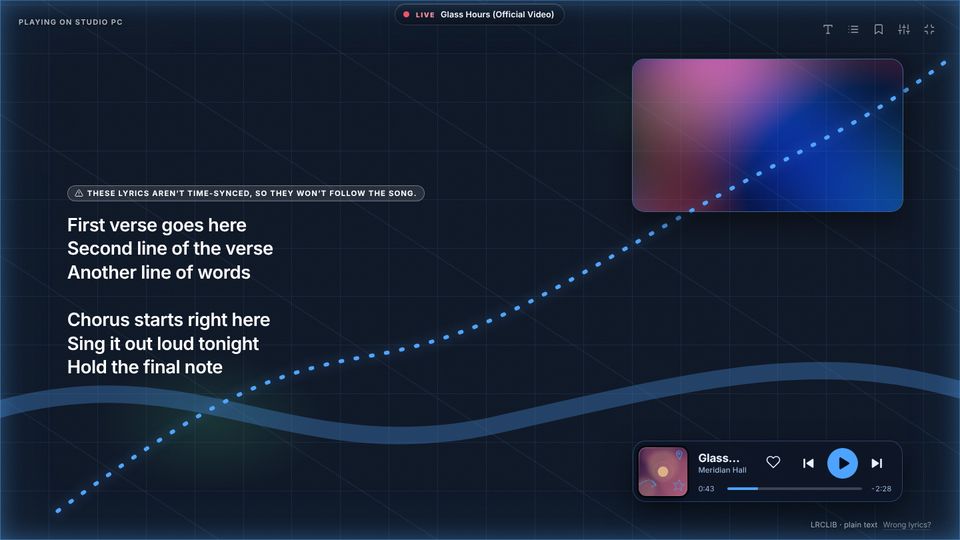 PLAYING ON STUDIO PC
LIVE Glass Hours (Official Video)
THESE LYRICS AREN'T TIME-SYNCED, SO THEY WON'T FOLLOW THE SONG.
First verse goes here
Second line of the verse
Another line of words
Chorus starts right here
Sing it out loud tonight
Hold the final note
Glass...
Meridian Hall
0:43
-2:28
LRCLIB · plain text Wrong lyrics?